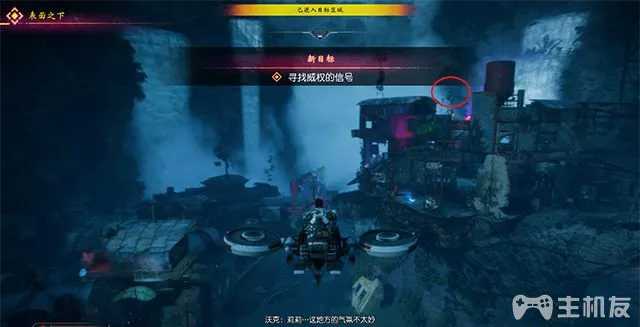 表面之下
已进入目标区域
新目标
寻找威权的信号
沃克：莉莉…这地方的气氛不太妙
主机友